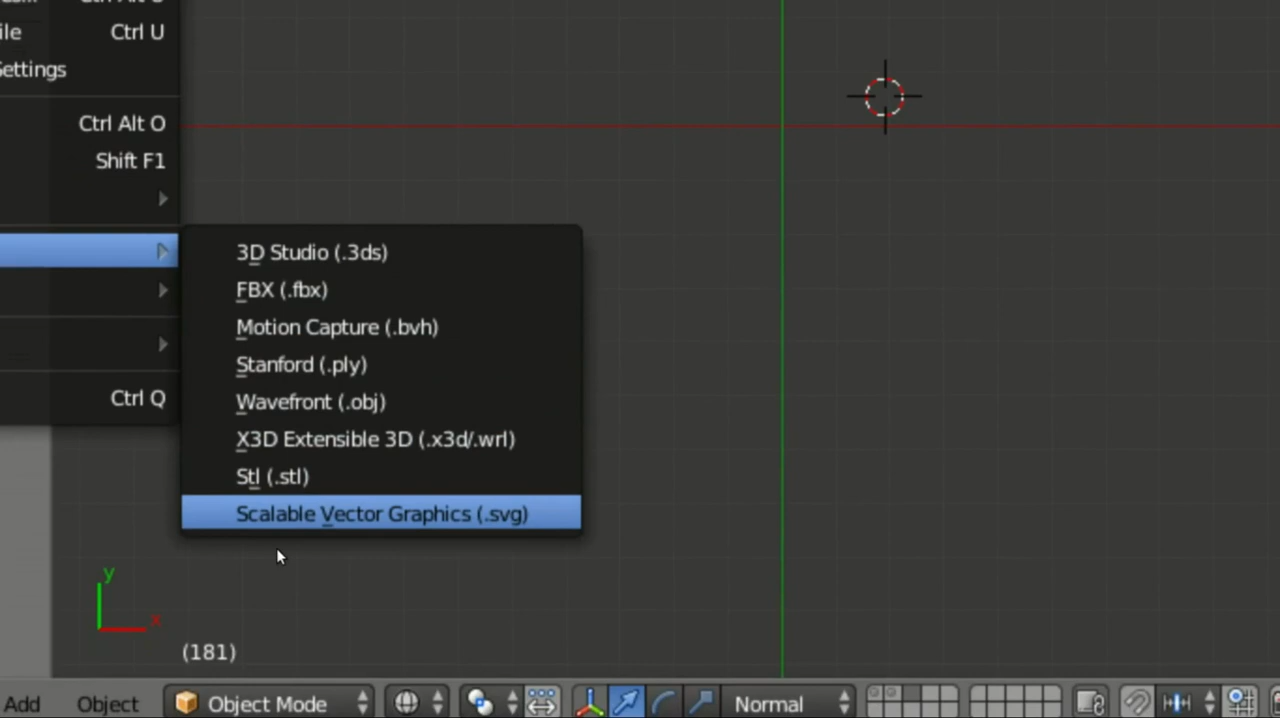 Ctrl U
Settings
Ctrl Alt O
Shift F1
3D Studio (.3ds)
FBX (.fbx)
Motion Capture (.bvh)
Stanford (.ply)
Wavefront (.obj)
Ctrl Q
X3D Extensible 3D (.x3d/.wrl)
Stl (.stl)
Scalable Vector Graphics (.svg)
y
x
(181)
Add Object Object Mode Normal